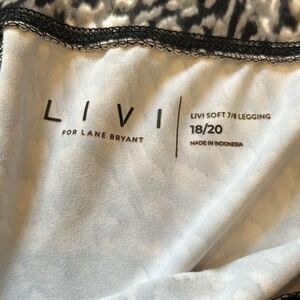 LIVI
FOR LANE BRYANT
LIVI SOFT 7/8 LEGGING
18/20
MADE IN INDONESIA